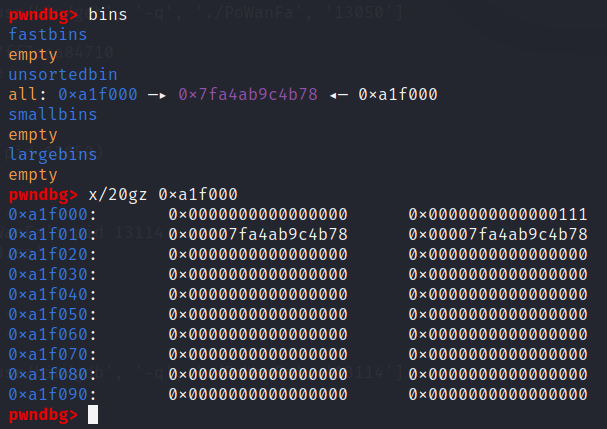 ', '-q', './PoWanFa', '13050']
pwndbg> bins
fastbins
empty
unsortedbin
all: 0×a1f000 —▸ 0×7fa4ab9c4b78 ◂— 0×a1f000
smallbins
empty
largebins
empty
pwndbg> x/20gz 0×a1f000
0×a1f000: 0×0000000000000000 0×0000000000000111
0×a1f010: 0×00007fa4ab9c4b78 0×00007fa4ab9c4b78
0×a1f020: 0×0000000000000000 0×0000000000000000
0×a1f030: 0×0000000000000000 0×0000000000000000
0×a1f040: 0×0000000000000000 0×0000000000000000
0×a1f050: 0×0000000000000000 0×0000000000000000
0×a1f060: 0×0000000000000000 0×0000000000000000
0×a1f070: 0×0000000000000000 0×0000000000000000
0×a1f080: 0×0000000000000000 0×0000000000000000
0×a1f090: 0×0000000000000000 0×0000000000000000
pwndbg>